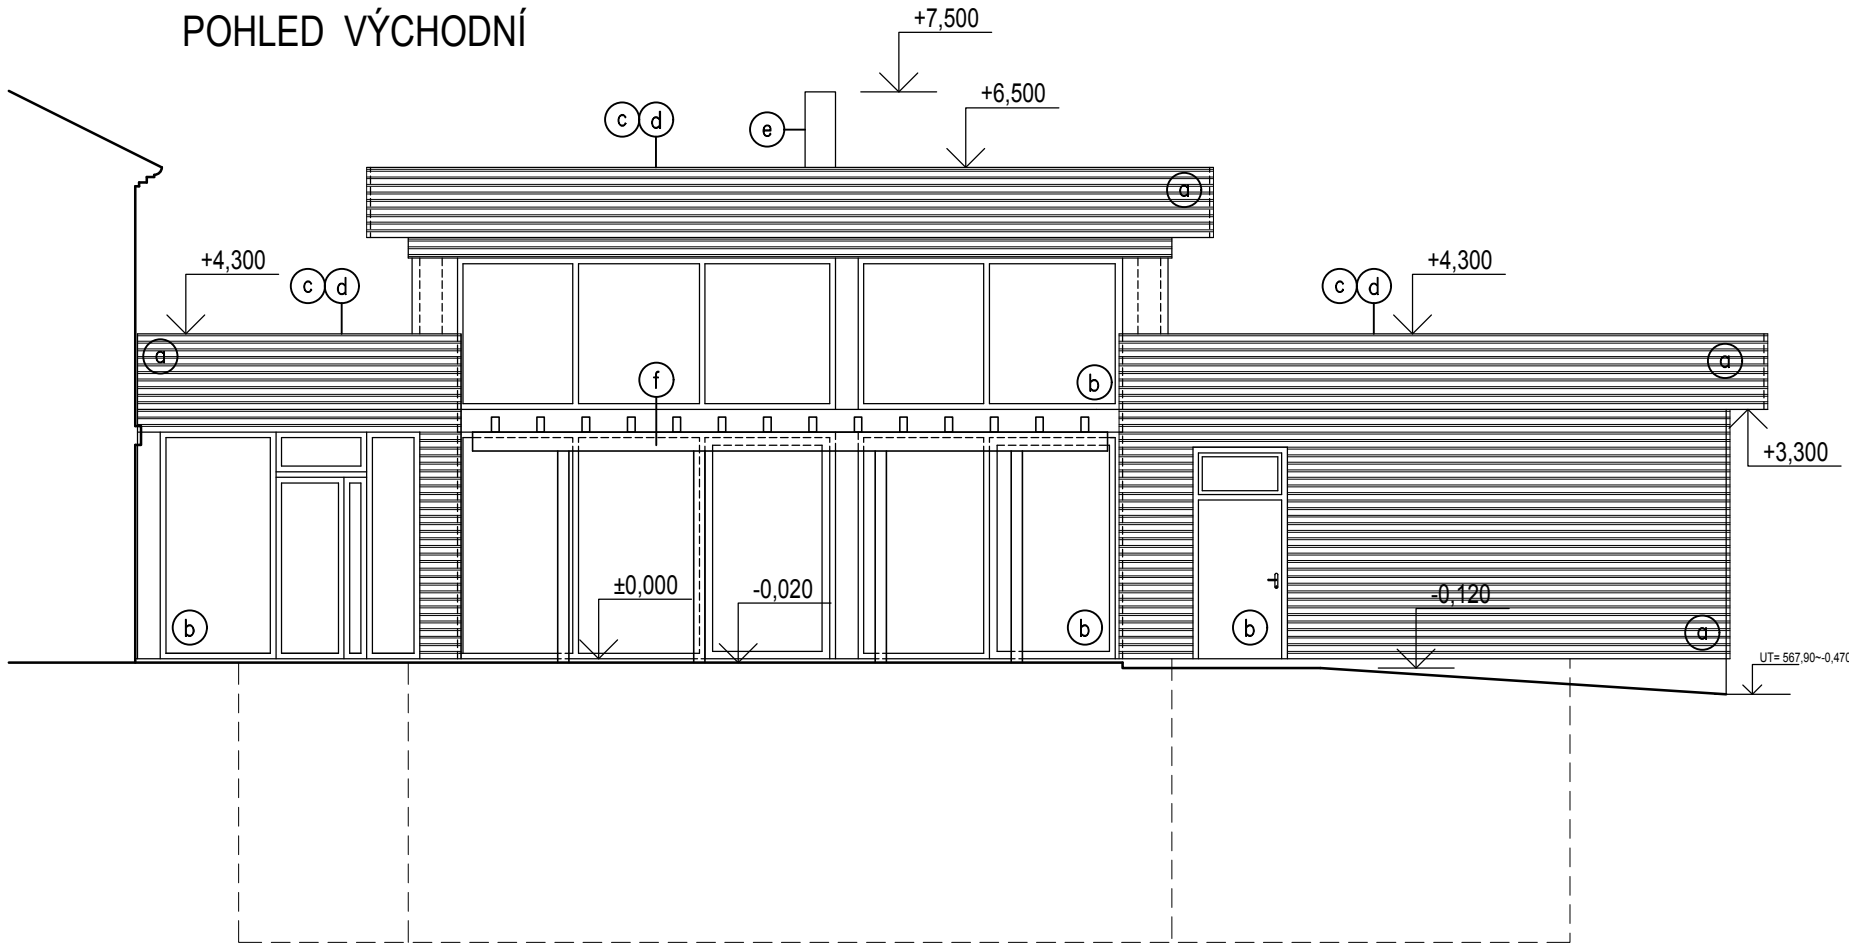 POHLED VÝCHODNÍ
+7,500
+6,500
c d
e
a
+4,300
c d
+4,300
c d
a
a
f
b
+3,300
±0,000
-0,020
-0,120
b
b
b
a
UT= 567,90~-0,470